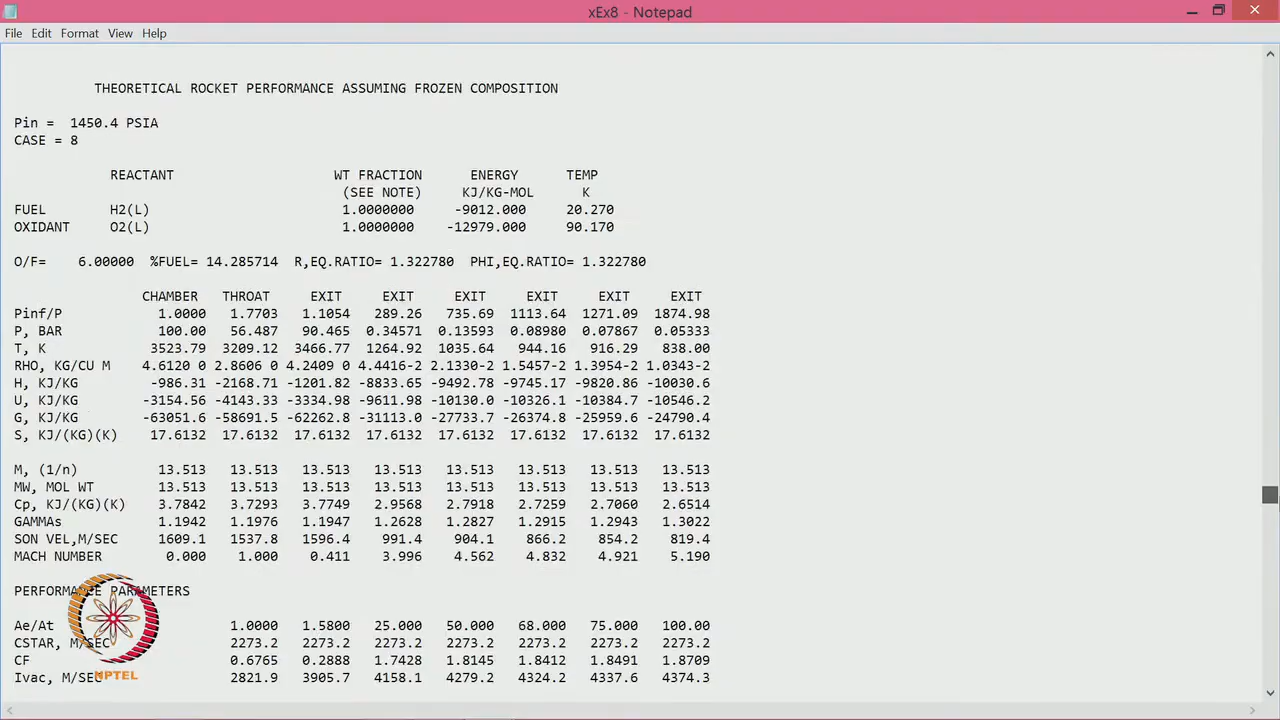 xEx8 - Notepad
File Edit Format View Help
THEORETICAL ROCKET PERFORMANCE ASSUMING FROZEN COMPOSITION
Pin = 1450.4 PSIA
CASE = 8
REACTANT WT FRACTION ENERGY TEMP
(SEE NOTE) KJ/KG-MOL K
FUEL H2(L) 1.0000000 -9012.000 20.270
OXIDANT O2(L) 1.0000000 -12979.000 90.170
O/F= 6.00000 %FUEL= 14.285714 R,EQ.RATIO= 1.322780 PHI,EQ.RATIO= 1.322780
CHAMBER THROAT EXIT EXIT EXIT EXIT EXIT EXIT
Pinf/P 1.0000 1.7703 1.1054 289.26 735.69 1113.64 1271.09 1874.98
P, BAR 100.00 56.487 90.465 0.34571 0.13593 0.08980 0.07867 0.05333
T, K 3523.79 3209.12 3466.77 1264.92 1035.64 944.16 916.29 838.00
RHO, KG/CU M 4.6120 0 2.8606 0 4.2409 0 4.4416-2 2.1330-2 1.5457-2 1.3954-2 1.0343-2
H, KJ/KG -986.31 -2168.71 -1201.82 -8833.65 -9492.78 -9745.17 -9820.86 -10030.6
U, KJ/KG -3154.56 -4143.33 -3334.98 -9611.98 -10130.0 -10326.1 -10384.7 -10546.2
G, KJ/KG -63051.6 -58691.5 -62262.8 -31113.0 -27733.7 -26374.8 -25959.6 -24790.4
S, KJ/(KG)(K) 17.6132 17.6132 17.6132 17.6132 17.6132 17.6132 17.6132 17.6132
M, (1/n) 13.513 13.513 13.513 13.513 13.513 13.513 13.513 13.513
MW, MOL WT 13.513 13.513 13.513 13.513 13.513 13.513 13.513 13.513
Cp, KJ/(KG)(K) 3.7842 3.7293 3.7749 2.9568 2.7918 2.7259 2.7060 2.6514
GAMMAs 1.1942 1.1976 1.1947 1.2628 1.2827 1.2915 1.2943 1.3022
SON VEL,M/SEC 1609.1 1537.8 1596.4 991.4 904.1 866.2 854.2 819.4
MACH NUMBER 0.000 1.000 0.411 3.996 4.562 4.832 4.921 5.190
PERFORMANCE PARAMETERS
Ae/At 1.0000 1.5800 25.000 50.000 68.000 75.000 100.00
CSTAR, M/SEC 2273.2 2273.2 2273.2 2273.2 2273.2 2273.2 2273.2
CF 0.6765 0.2888 1.7428 1.8145 1.8412 1.8491 1.8709
Ivac, M/SEC 2821.9 3905.7 4158.1 4279.2 4324.2 4337.6 4374.3
NPTEL